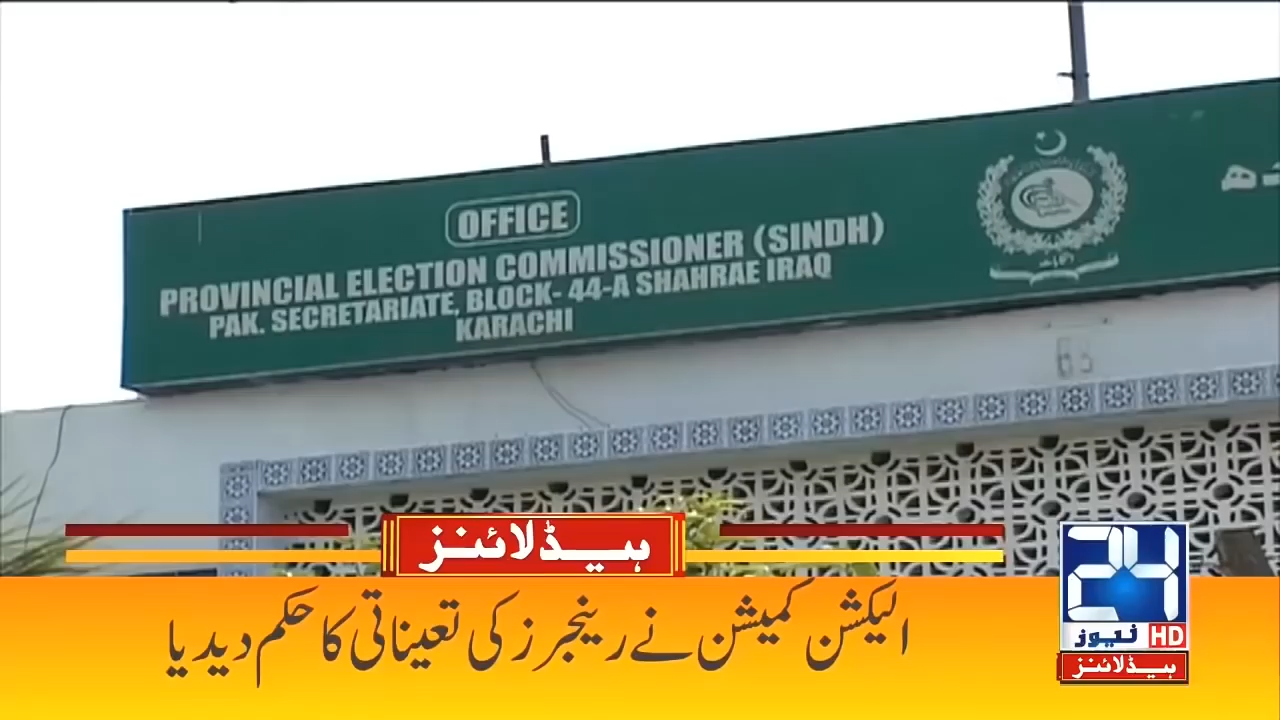 OFFICE
PROVINCIAL ELECTION COMMISSIONER (SINDH)
PAK. SECRETARIATE, BLOCK- 44-A SHAHRAE IRAQ
KARACHI
ہیڈلائنز
الیکشن کمیشن نے رینجرز کی تعیناتی کا حکم دیدیا
24
نیوز HD
ہیڈلائنز